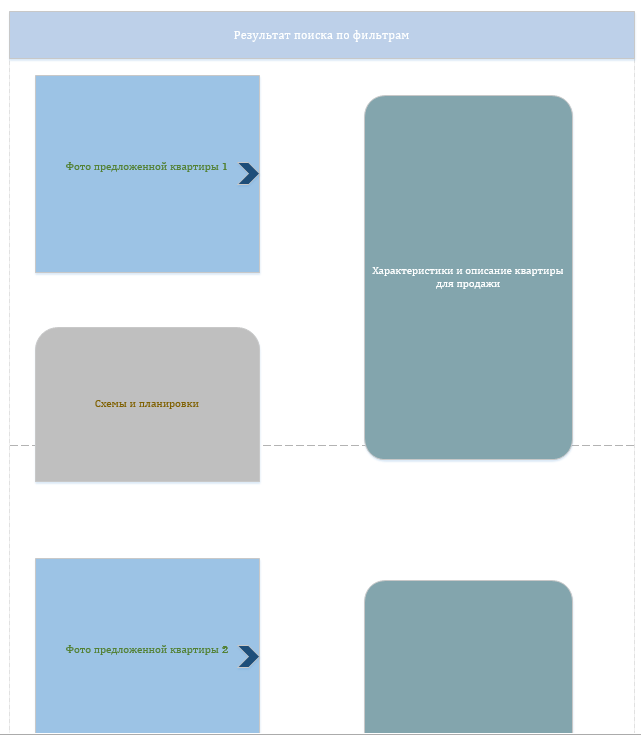 Результат поиска по фильтрам
Фото предложенной квартиры 1
Характеристики и описание квартиры
для продажи
Схемы и планировки
Фото предложенной квартиры 2